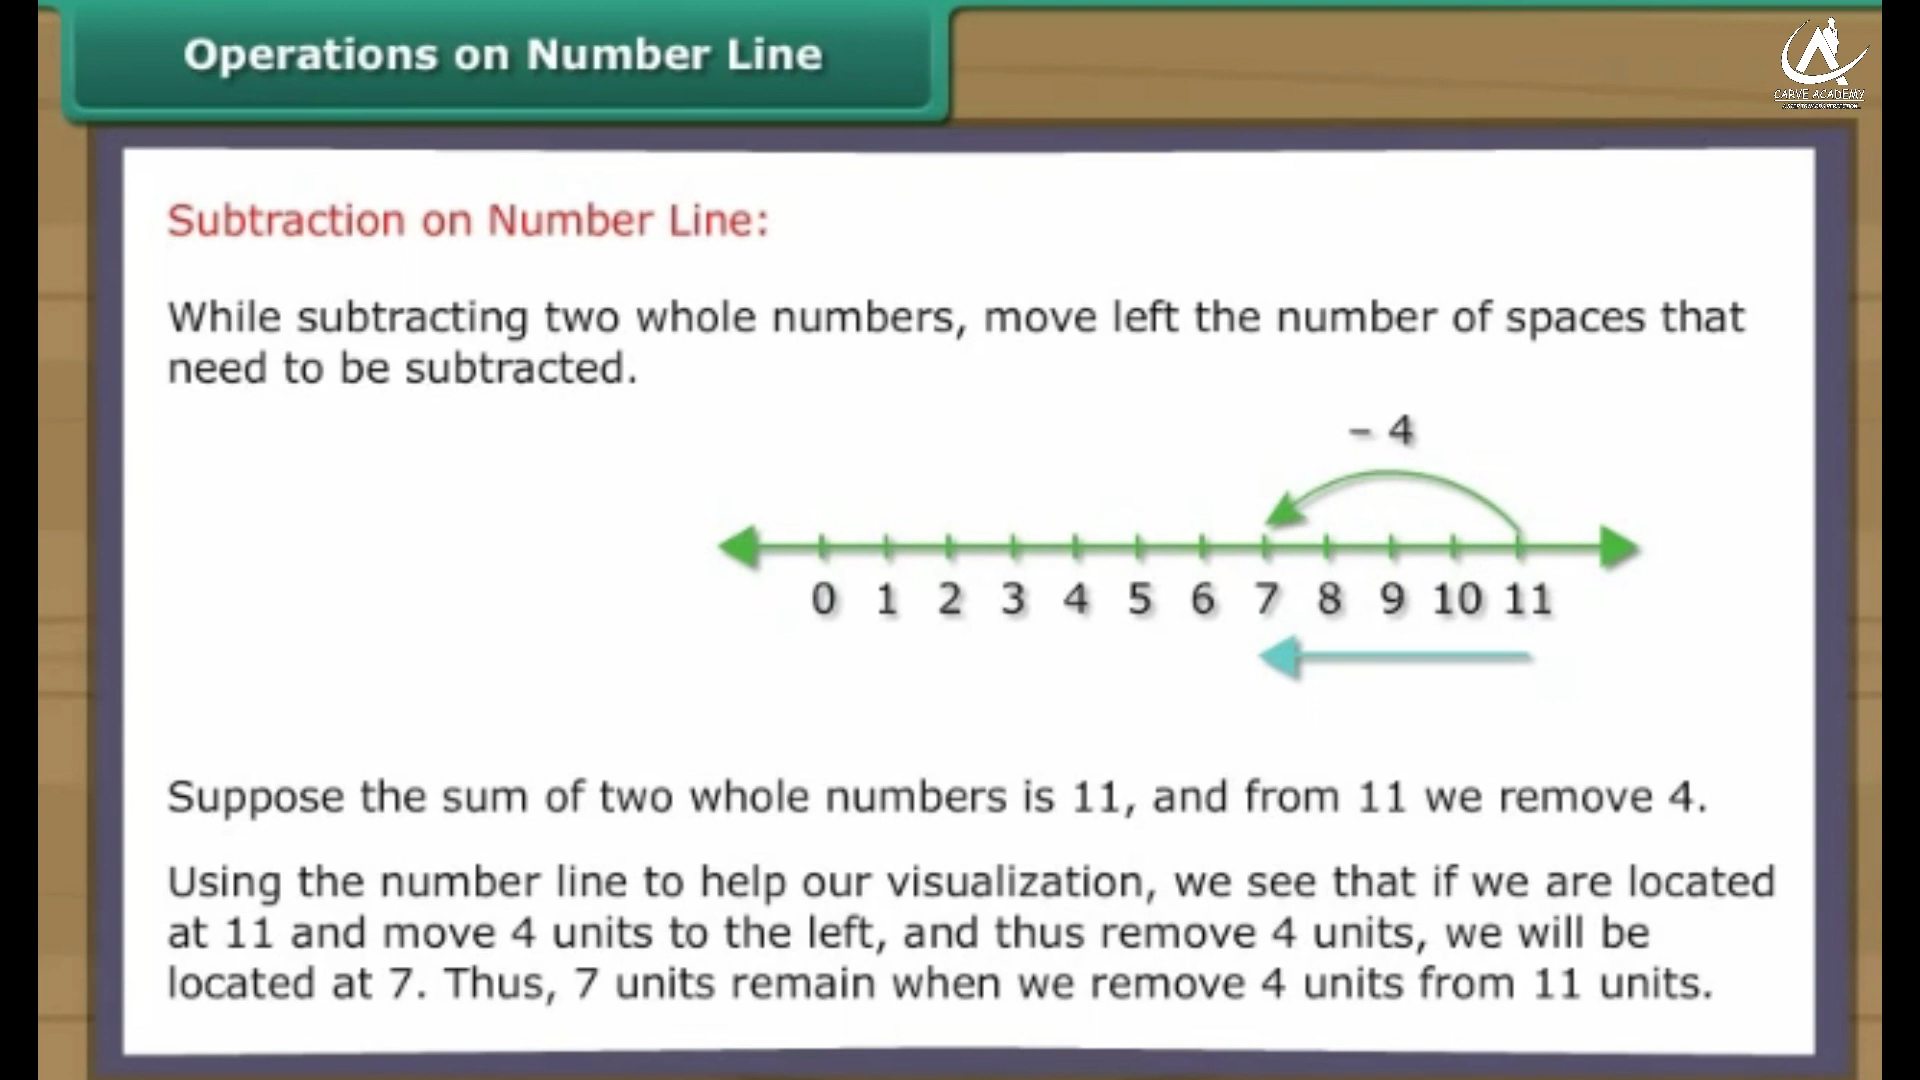 Operations on Number Line
CARVE ACADEMY
Subtraction on Number Line:
While subtracting two whole numbers, move left the number of spaces that
need to be subtracted.
– 4
0 1 2 3 4 5 6 7 8 9 10 11
Suppose the sum of two whole numbers is 11, and from 11 we remove 4.
Using the number line to help our visualization, we see that if we are located
at 11 and move 4 units to the left, and thus remove 4 units, we will be
located at 7. Thus, 7 units remain when we remove 4 units from 11 units.